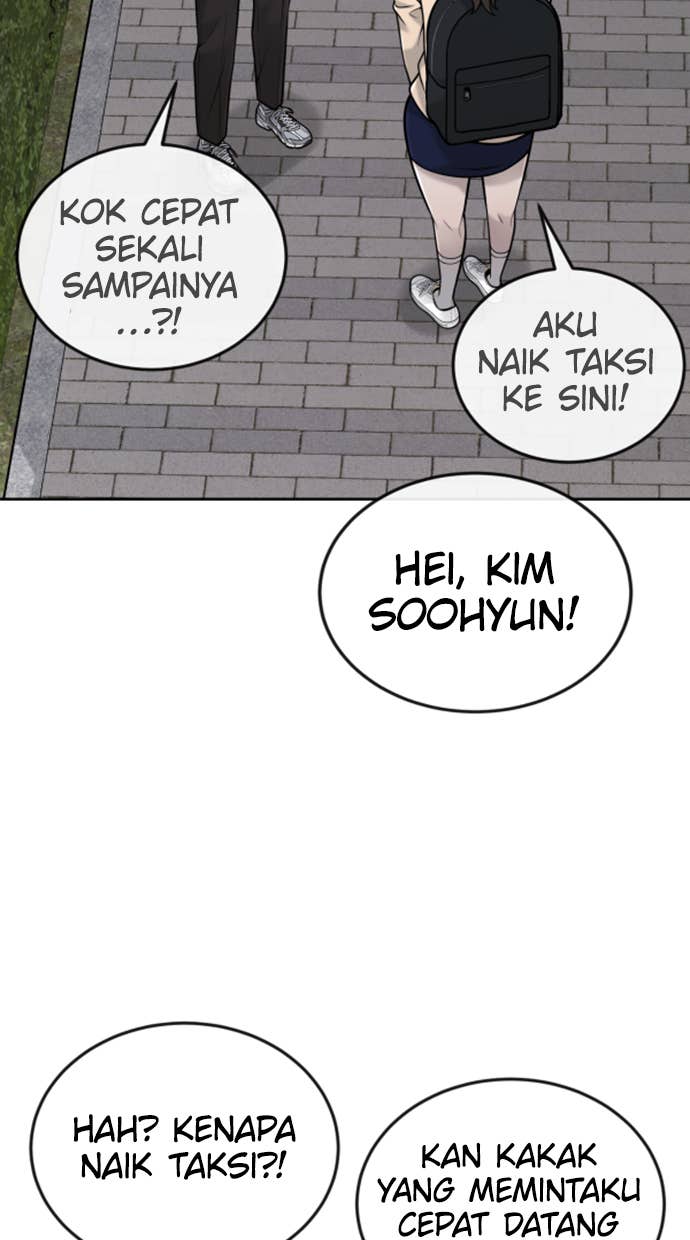 KOK CEPAT
SEKALI
SAMPAINYA
...?!
AKU
NAIK TAKSI
KE SINI!
HEI, KIM
SOOHYUN!
HAH? KENAPA
NAIK TAKSI?!
KAN KAKAK
YANG MEMINTAKU
CEPAT DATANG